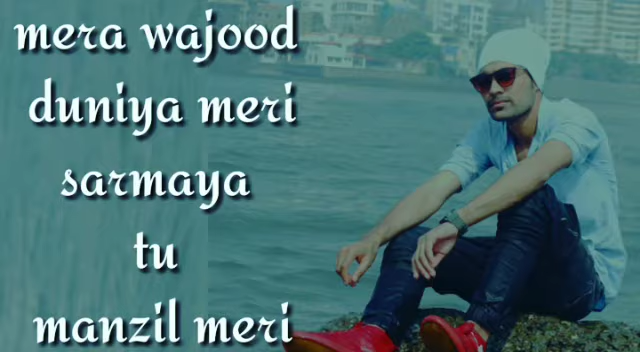 mera wajood
duniya meri
sarmaya
tu
manzil meri